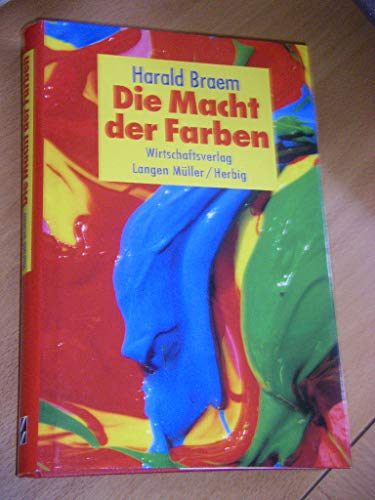 Harald Braem
Die Macht
der Farben
Wirtschaftsverlag
Langen Müller/Herbig